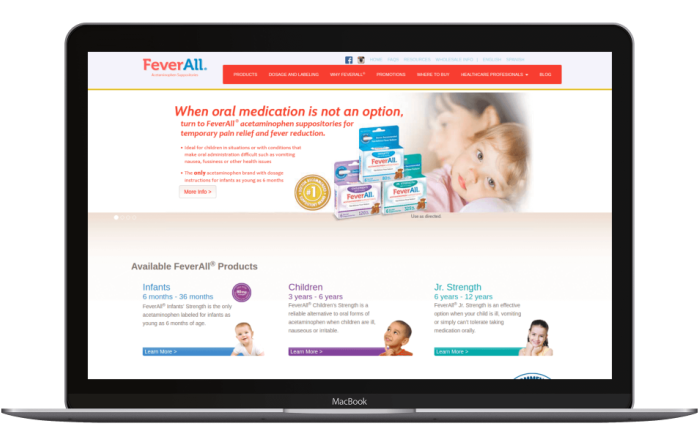 FeverAll.
Acetaminophen Suppositories
HOME
PRODUCTS DOSAGE AND LABELING WHY FEVERALL® PROMOTIONS WHERE TO BUY HEALTHCARE PROFESSIONALS BLOG
When oral medication is not an option,
turn to FeverAll® acetaminophen suppositories for
temporary pain relief and fever reduction.
• Ideal for children in situations or with conditions that
make oral administration difficult such as vomiting
nausea, fussiness or other health issues
• The only acetaminophen brand with dosage
instructions for infants as young as 6 months
More Info >
#1
FeverAll.
FeverAll.
FeverAll.
Use as directed
Available FeverAll® Products
Infants
6 months - 36 months
FeverAll® Infants' Strength is the only
acetaminophen labeled for infants as
young as 6 months of age.
Learn More >
Children
3 years - 6 years
FeverAll® Children's Strength is a
reliable alternative to oral forms of
acetaminophen when children are ill,
nauseous or irritable.
Learn More >
Jr. Strength
6 years - 12 years
FeverAll® Jr. Strength is an effective
option when your child is ill, vomiting
or simply can't tolerate taking
medication orally.
Learn More >
MacBook